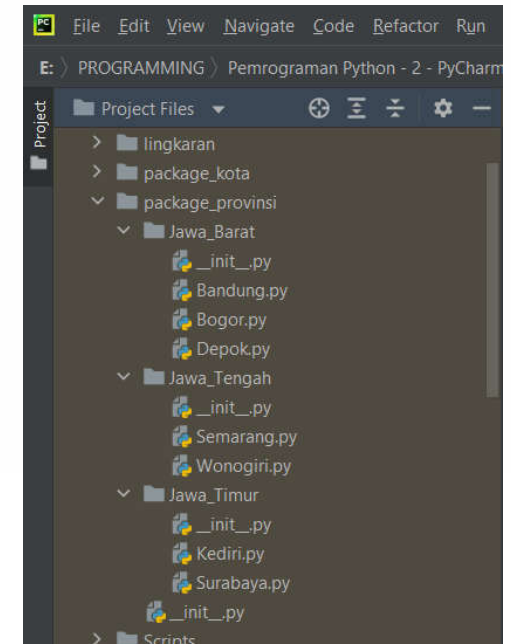 PC
File Edit View Navigate Code Refactor Run
E: PROGRAMMING Pemrograman Python - 2 - PyCharm
Project
Project Files
lingkaran
package_kota
package_provinsi
Jawa_Barat
__init__.py
Bandung.py
Bogor.py
Depok.py
Jawa_Tengah
__init__.py
Semarang.py
Wonogiri.py
Jawa_Timur
__init__.py
Kediri.py
Surabaya.py
__init__.py
Scripts